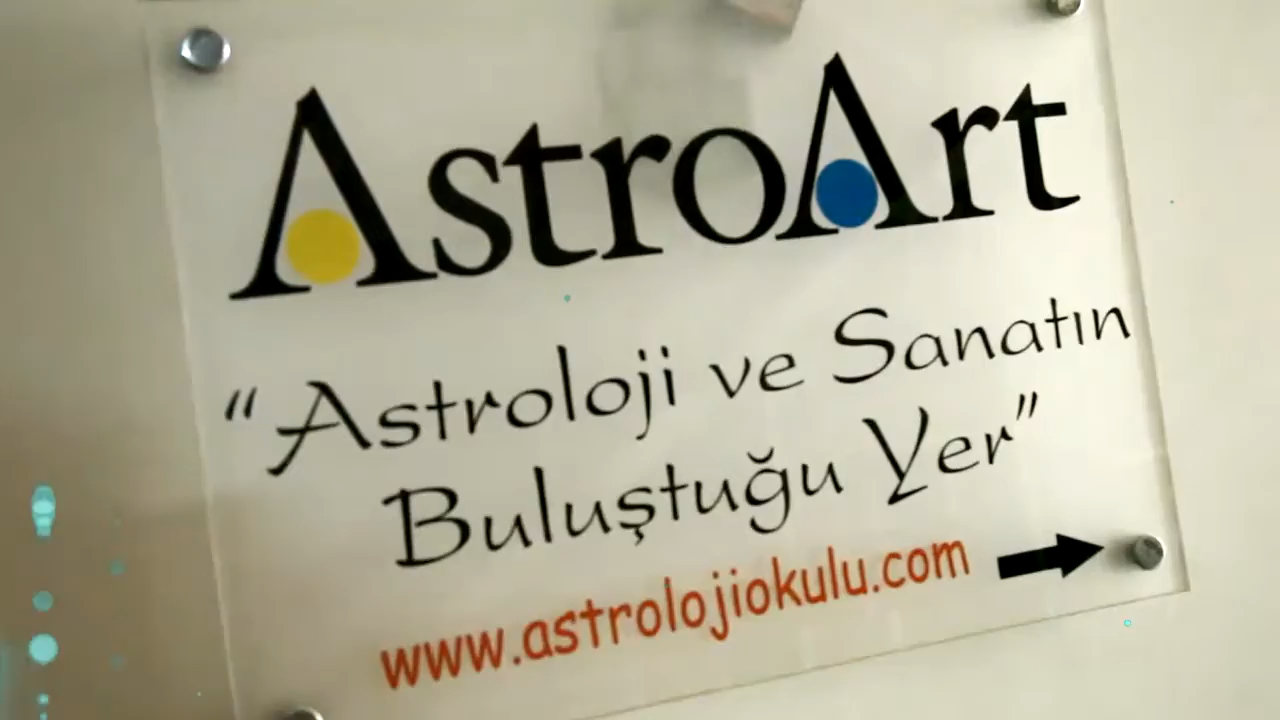 AstroArt
“Astroloji ve Sanatın
Buluştuğu Yer”
www.astrolojiokulu.com